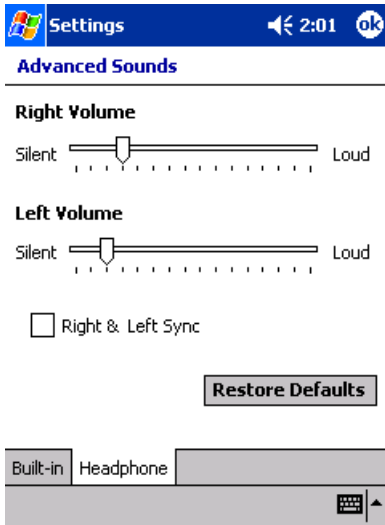 Settings 2:01 ok
Advanced Sounds
Right Volume
Silent Loud
Left Volume
Silent Loud
Right & Left Sync
Restore Defaults
Built-in Headphone